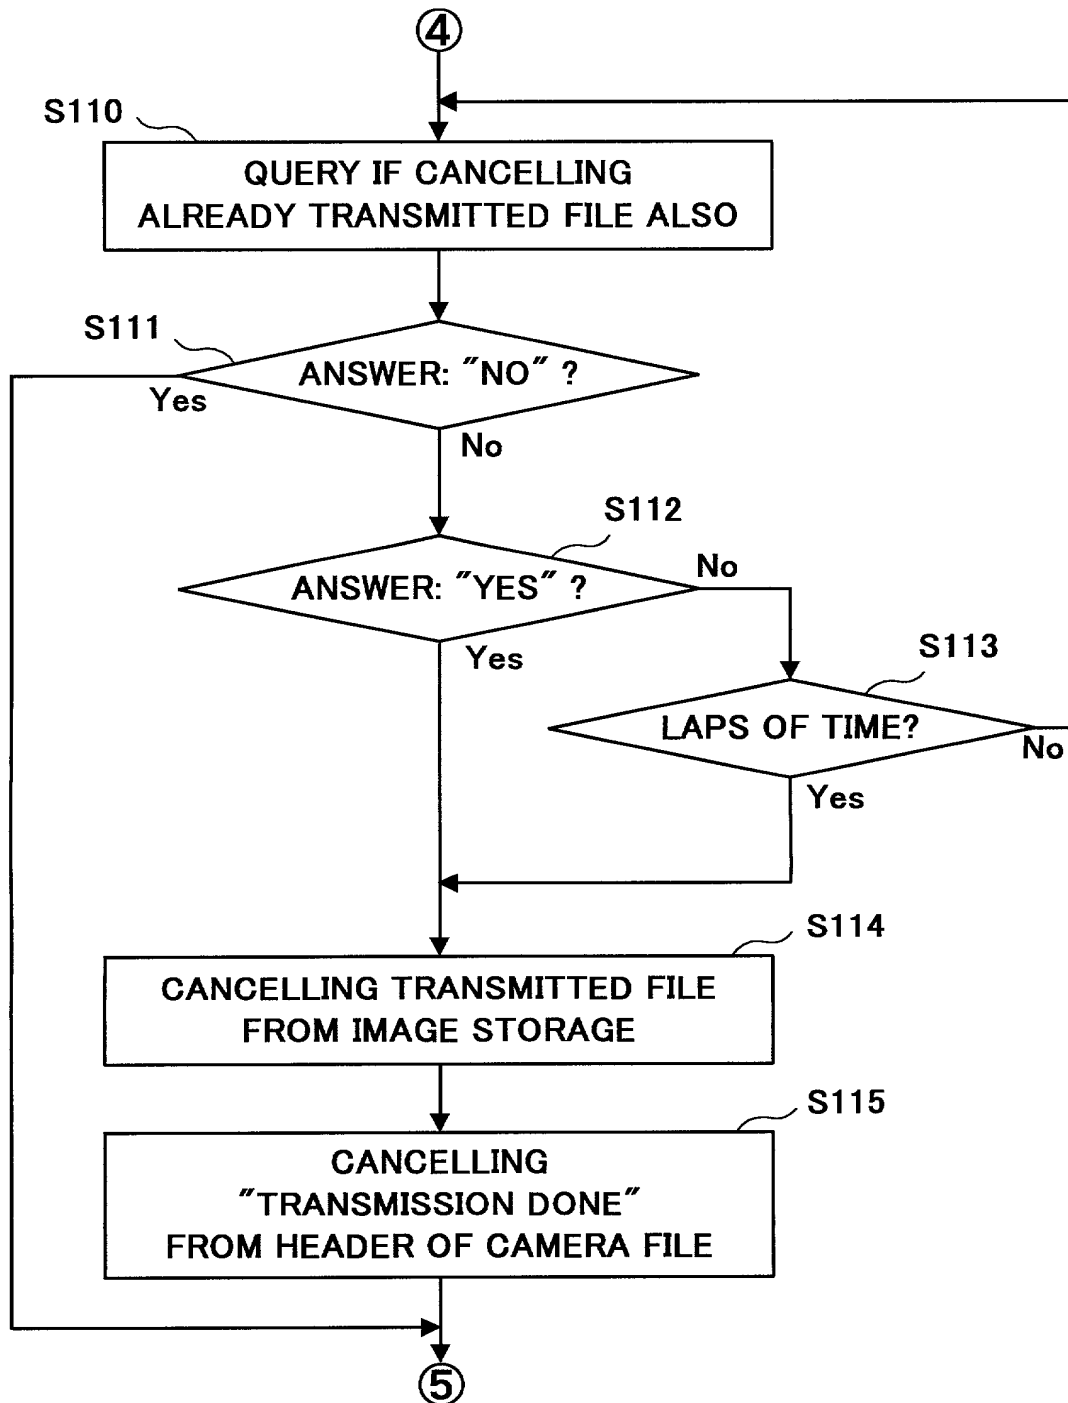 ④
S110
QUERY IF CANCELLING
ALREADY TRANSMITTED FILE ALSO
S111
ANSWER: "NO" ?
Yes
No
S112
ANSWER: "YES" ?
No
Yes
S113
LAPS OF TIME?
No
Yes
S114
CANCELLING TRANSMITTED FILE
FROM IMAGE STORAGE
S115
CANCELLING
"TRANSMISSION DONE"
FROM HEADER OF CAMERA FILE
⑤